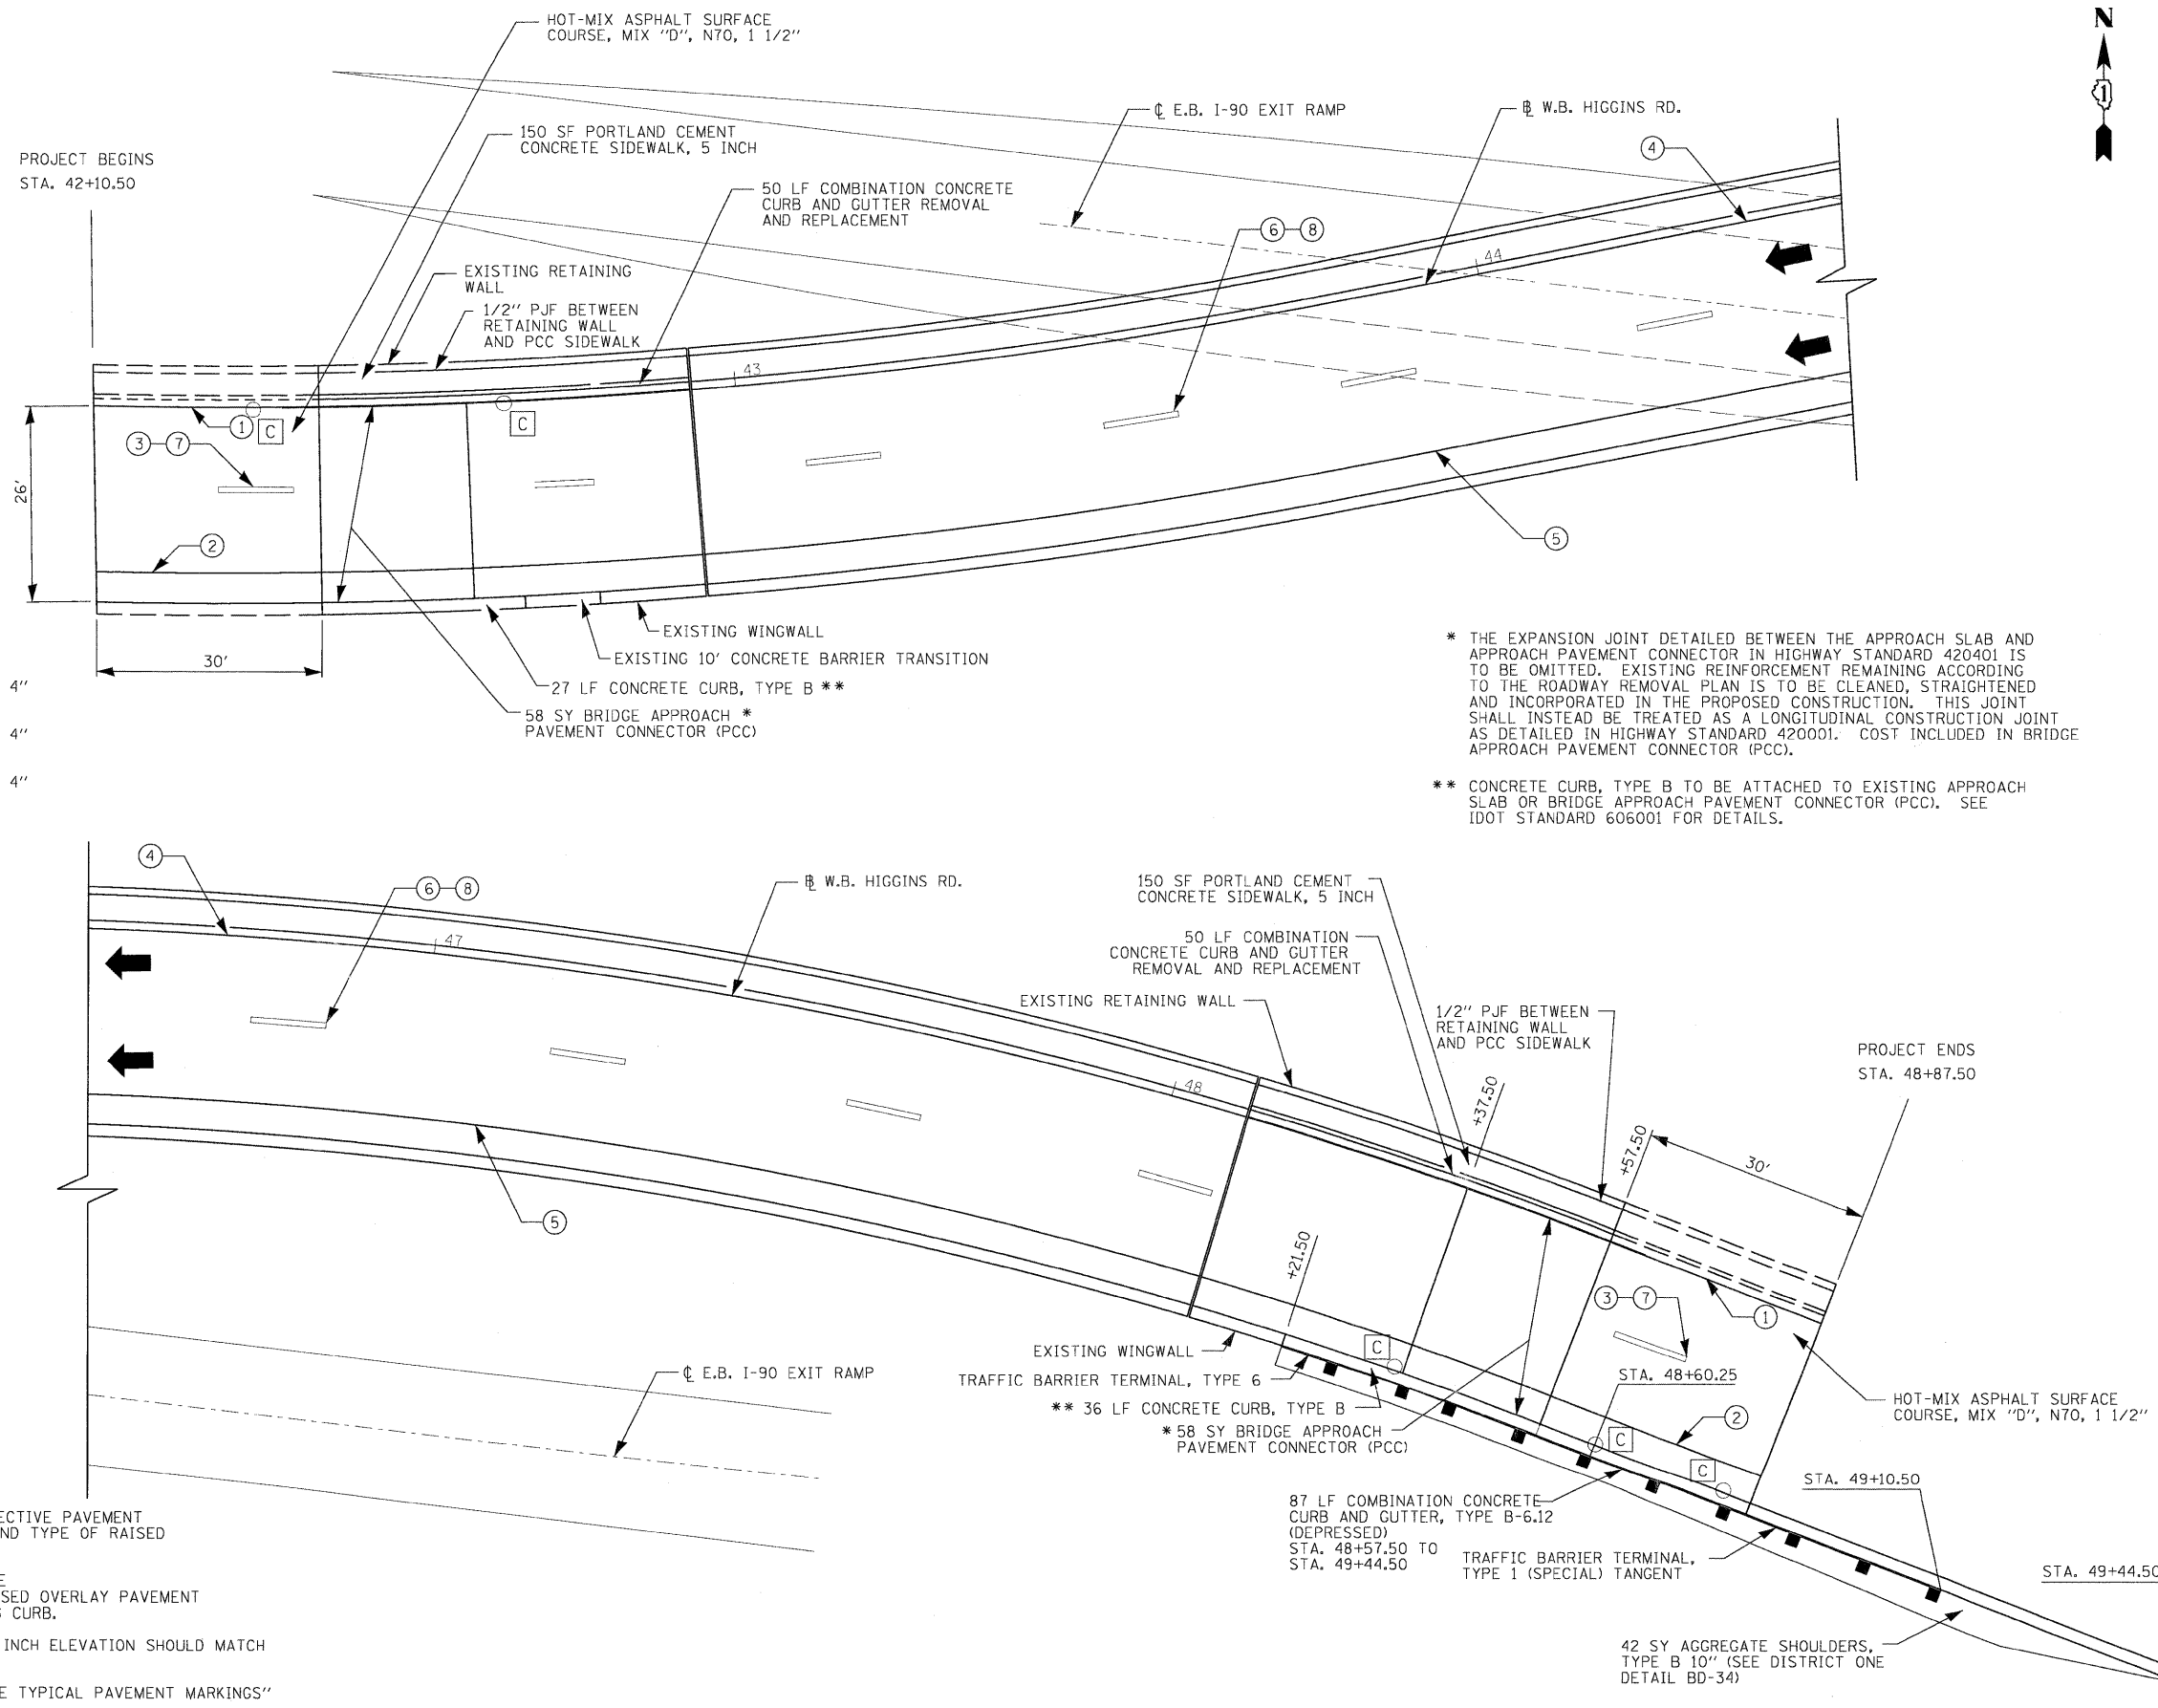 HOT-MIX ASPHALT SURFACE
COURSE, MIX "D", N70, 1 1/2"
N
1
℄ E.B. I-90 EXIT RAMP
B W.B. HIGGINS RD.
4
150 SF PORTLAND CEMENT
CONCRETE SIDEWALK, 5 INCH
PROJECT BEGINS
STA. 42+10.50
50 LF COMBINATION CONCRETE
CURB AND GUTTER REMOVAL
AND REPLACEMENT
6 8
44
EXISTING RETAINING
WALL
1/2" PJF BETWEEN
RETAINING WALL
AND PCC SIDEWALK
43
1
C
C
3 7
26'
2
5
EXISTING WINGWALL
EXISTING 10' CONCRETE BARRIER TRANSITION
30'
27 LF CONCRETE CURB, TYPE B **
58 SY BRIDGE APPROACH *
PAVEMENT CONNECTOR (PCC)
4"
4"
4"
* THE EXPANSION JOINT DETAILED BETWEEN THE APPROACH SLAB AND
APPROACH PAVEMENT CONNECTOR IN HIGHWAY STANDARD 420401 IS
TO BE OMITTED. EXISTING REINFORCEMENT REMAINING ACCORDING
TO THE ROADWAY REMOVAL PLAN IS TO BE CLEANED, STRAIGHTENED
AND INCORPORATED IN THE PROPOSED CONSTRUCTION. THIS JOINT
SHALL INSTEAD BE TREATED AS A LONGITUDINAL CONSTRUCTION JOINT
AS DETAILED IN HIGHWAY STANDARD 420001. COST INCLUDED IN BRIDGE
APPROACH PAVEMENT CONNECTOR (PCC).
** CONCRETE CURB, TYPE B TO BE ATTACHED TO EXISTING APPROACH
SLAB OR BRIDGE APPROACH PAVEMENT CONNECTOR (PCC). SEE
IDOT STANDARD 606001 FOR DETAILS.
4
6 8
B W.B. HIGGINS RD.
47
150 SF PORTLAND CEMENT
CONCRETE SIDEWALK, 5 INCH
50 LF COMBINATION
CONCRETE CURB AND GUTTER
REMOVAL AND REPLACEMENT
EXISTING RETAINING WALL
1/2" PJF BETWEEN
RETAINING WALL
AND PCC SIDEWALK
PROJECT ENDS
STA. 48+87.50
48
+37.50
+57.50
30'
5
+21.50
3 7
1
EXISTING WINGWALL
C
TRAFFIC BARRIER TERMINAL, TYPE 6
STA. 48+60.25
** 36 LF CONCRETE CURB, TYPE B
* 58 SY BRIDGE APPROACH
PAVEMENT CONNECTOR (PCC)
HOT-MIX ASPHALT SURFACE
COURSE, MIX "D", N70, 1 1/2"
2
C
C
℄ E.B. I-90 EXIT RAMP
STA. 49+10.50
87 LF COMBINATION CONCRETE
CURB AND GUTTER, TYPE B-6.12
(DEPRESSED)
STA. 48+57.50 TO
STA. 49+44.50
TRAFFIC BARRIER TERMINAL,
TYPE 1 (SPECIAL) TANGENT
STA. 49+44.50
42 SY AGGREGATE SHOULDERS,
TYPE B 10" (SEE DISTRICT ONE
DETAIL BD-34)
ECTIVE PAVEMENT
ND TYPE OF RAISED
E
SED OVERLAY PAVEMENT
CURB.
INCH ELEVATION SHOULD MATCH
E TYPICAL PAVEMENT MARKINGS"